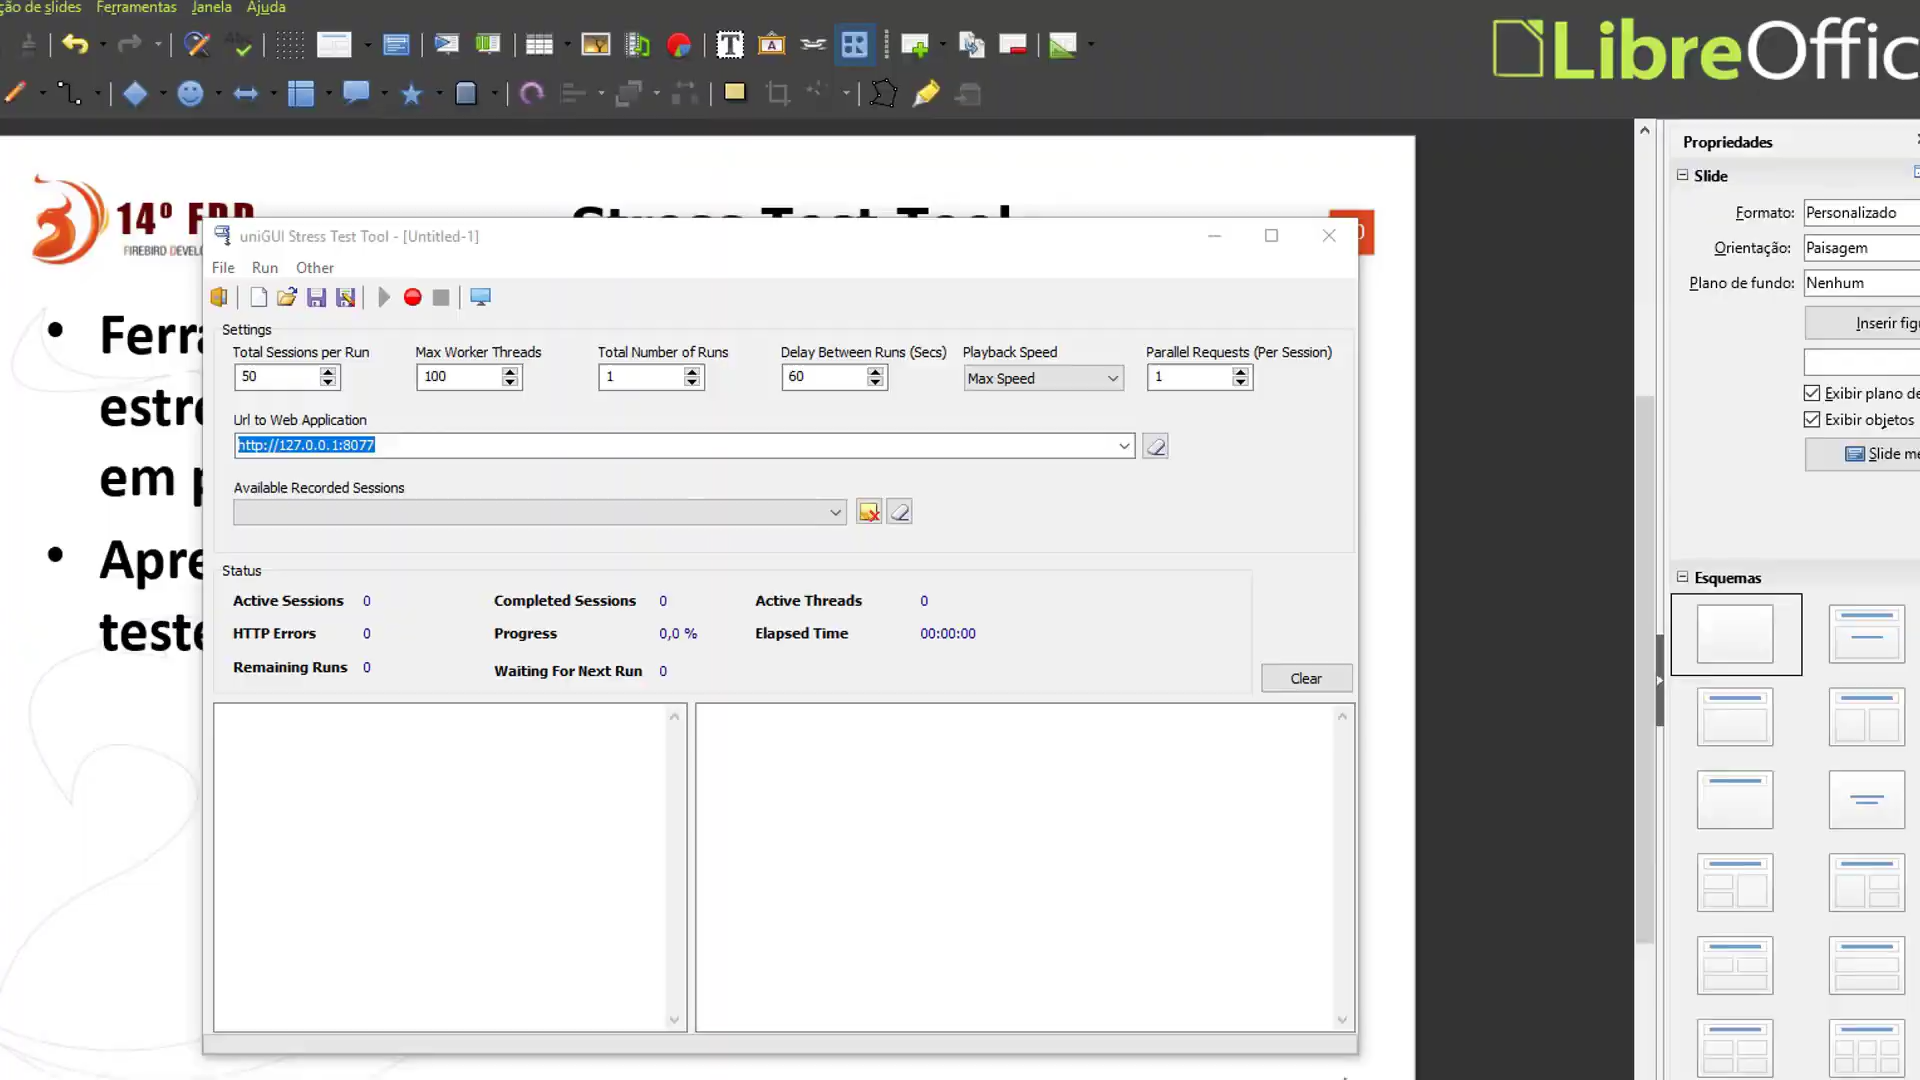 ção de slides Ferramentas Janela Ajuda
LibreOffic
Propriedades
Slide
Formato: Personalizado
Orientação: Paisagem
Plano de fundo: Nenhum
Inserir figu
Exibir plano de
Exibir objetos
Slide me
Esquemas
14º FDD
FIREBIRD DEVELO
Stress Test Tool
uniGUI Stress Test Tool - [Untitled-1]
File Run Other
Settings
Total Sessions per Run Max Worker Threads Total Number of Runs Delay Between Runs (Secs) Playback Speed Parallel Requests (Per Session)
50 100 1 60 Max Speed 1
Url to Web Application
http://127.0.0.1:8077
Available Recorded Sessions
Status
Active Sessions 0 Completed Sessions 0 Active Threads 0
HTTP Errors 0 Progress 0,0 % Elapsed Time 00:00:00
Remaining Runs 0 Waiting For Next Run 0
Clear
• Ferra
estre
em p
• Apre
teste